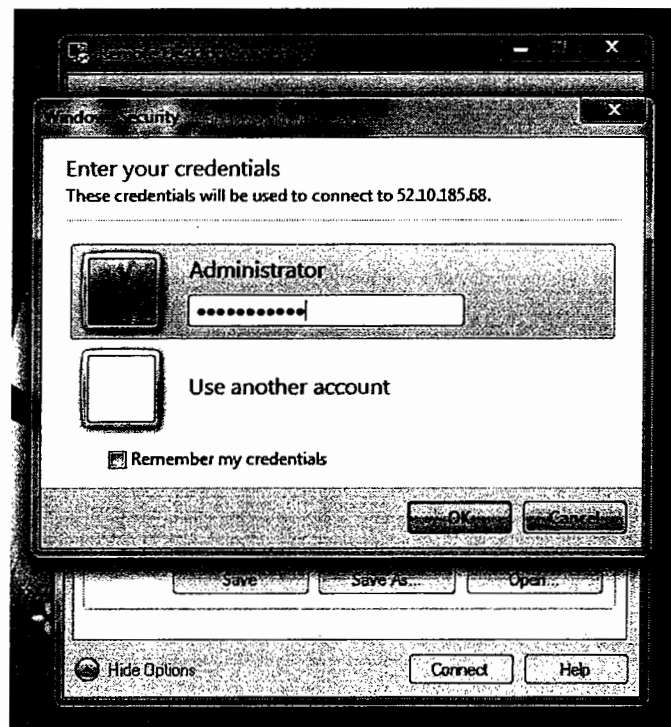 Windows Security
Enter your credentials
These credentials will be used to connect to 52.10.185.68.
Administrator
Use another account
Remember my credentials
OK
Cancel
Save
Save As...
Open...
Hide Options
Connect
Help